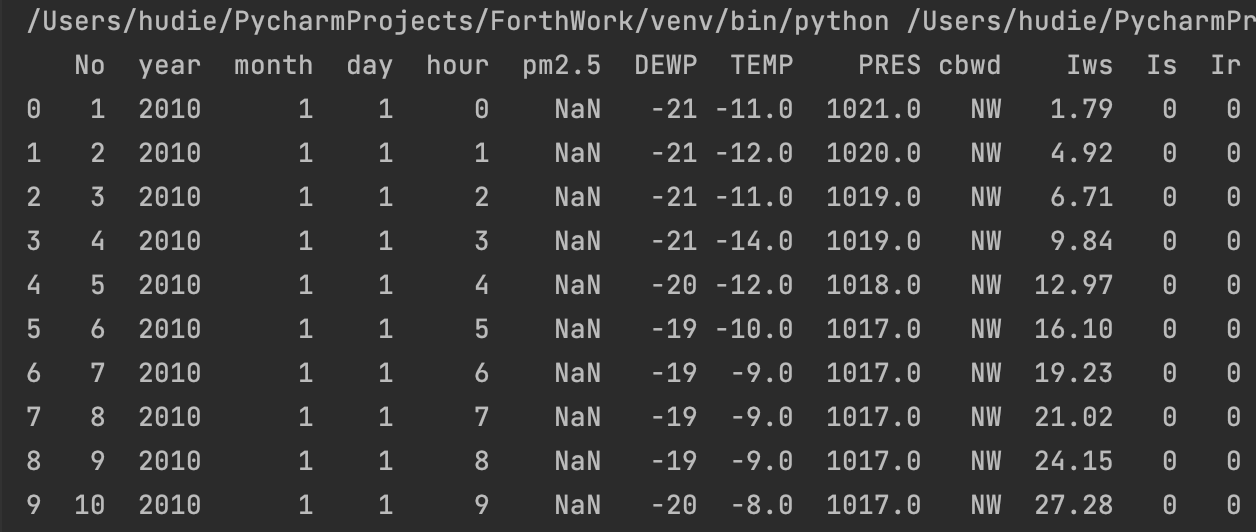 /Users/hudie/PycharmProjects/ForthWork/venv/bin/python /Users/hudie/PycharmPr
No year month day hour pm2.5 DEWP TEMP PRES cbwd Iws Is Ir
0 1 2010 1 1 0 NaN -21 -11.0 1021.0 NW 1.79 0 0
1 2 2010 1 1 1 NaN -21 -12.0 1020.0 NW 4.92 0 0
2 3 2010 1 1 2 NaN -21 -11.0 1019.0 NW 6.71 0 0
3 4 2010 1 1 3 NaN -21 -14.0 1019.0 NW 9.84 0 0
4 5 2010 1 1 4 NaN -20 -12.0 1018.0 NW 12.97 0 0
5 6 2010 1 1 5 NaN -19 -10.0 1017.0 NW 16.10 0 0
6 7 2010 1 1 6 NaN -19 -9.0 1017.0 NW 19.23 0 0
7 8 2010 1 1 7 NaN -19 -9.0 1017.0 NW 21.02 0 0
8 9 2010 1 1 8 NaN -19 -9.0 1017.0 NW 24.15 0 0
9 10 2010 1 1 9 NaN -20 -8.0 1017.0 NW 27.28 0 0